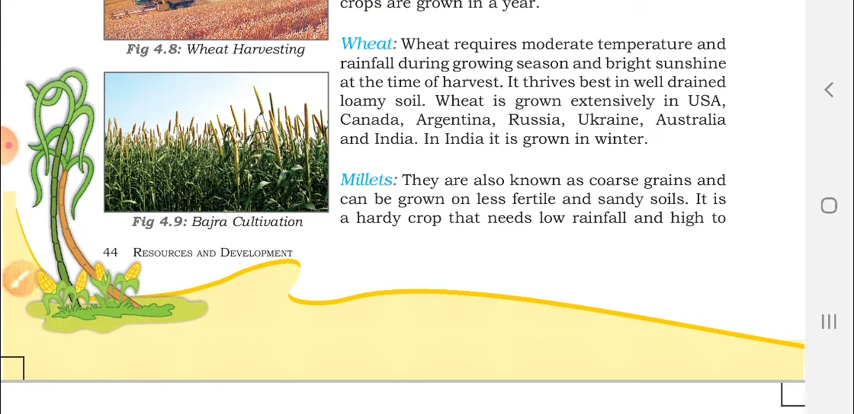 crops are grown in a year.
Fig 4.8: Wheat Harvesting
Wheat: Wheat requires moderate temperature and
rainfall during growing season and bright sunshine
at the time of harvest. It thrives best in well drained
loamy soil. Wheat is grown extensively in USA,
Canada, Argentina, Russia, Ukraine, Australia
and India. In India it is grown in winter.
Millets: They are also known as coarse grains and
can be grown on less fertile and sandy soils. It is
a hardy crop that needs low rainfall and high to
Fig 4.9: Bajra Cultivation
44 RESOURCES AND DEVELOPMENT